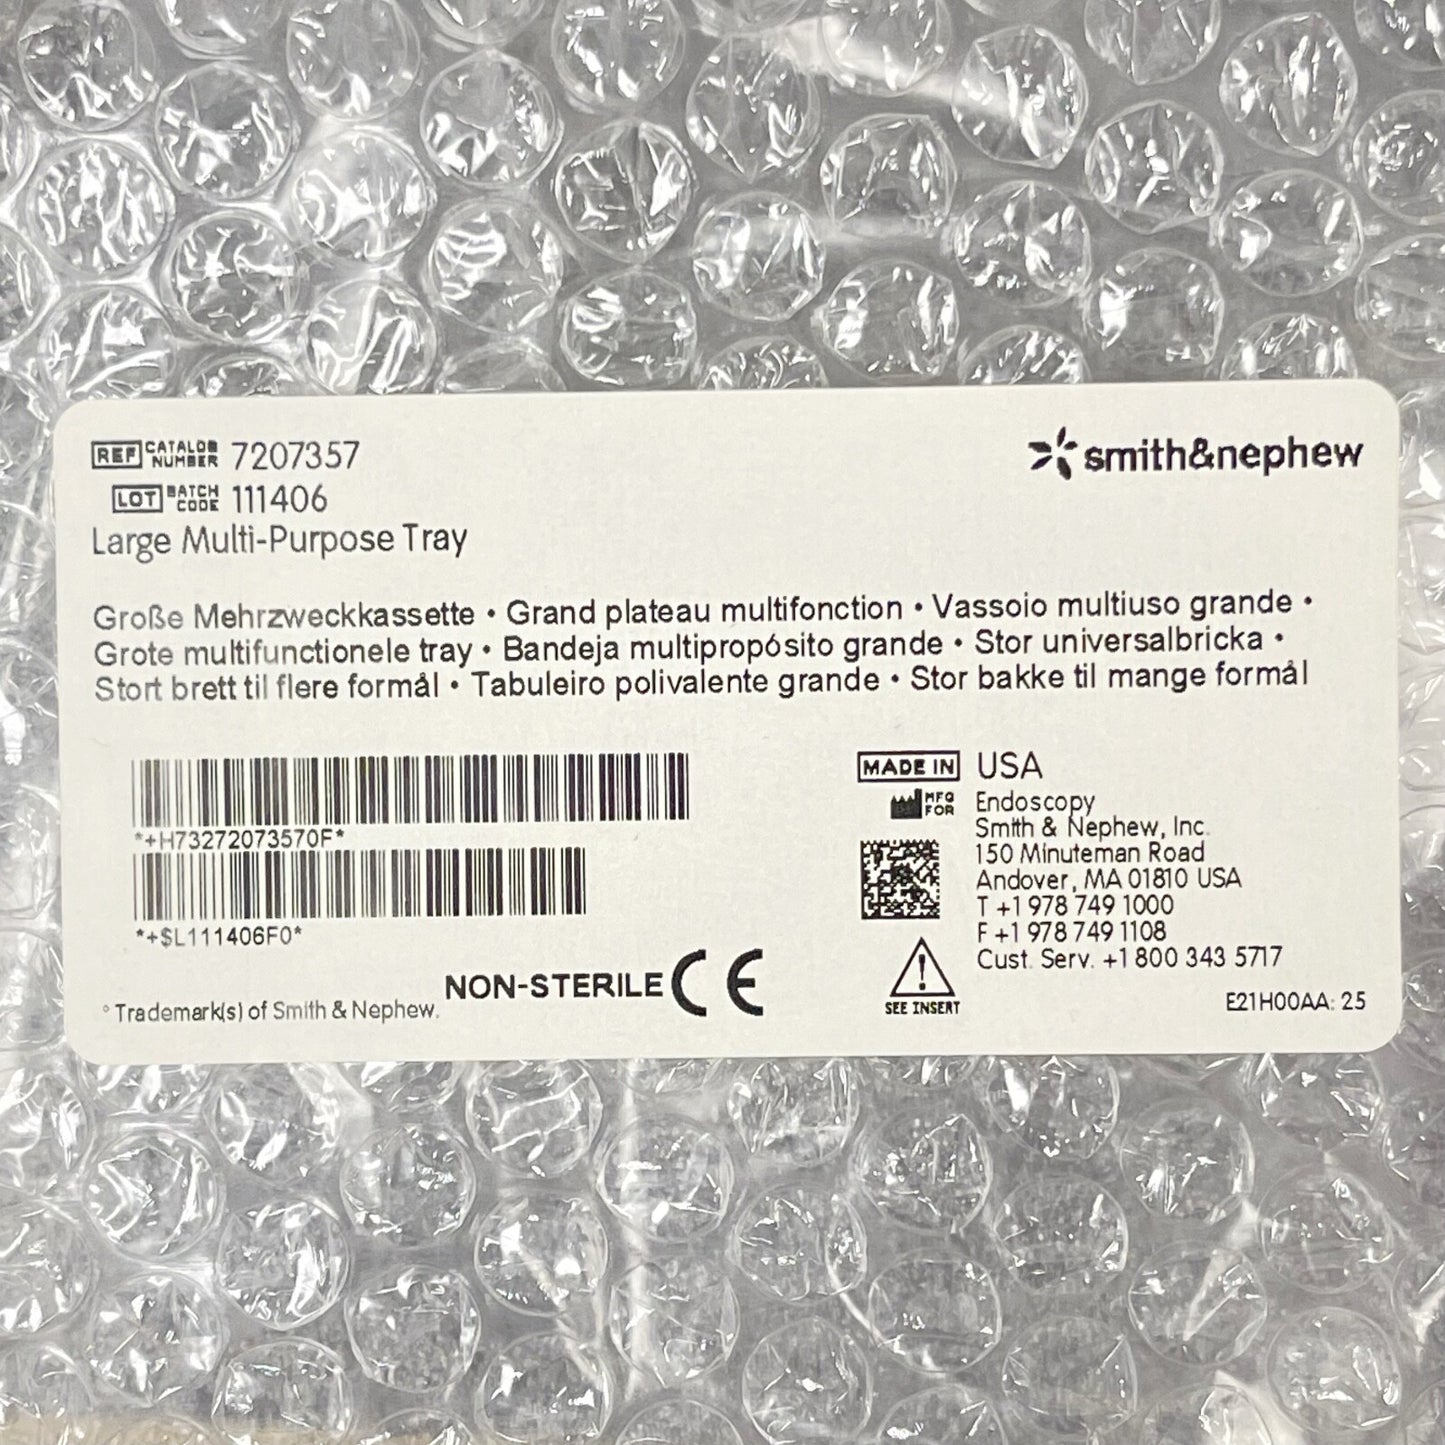 REF CATALOG NUMBER 7207357
smith&nephew
LOT BATCH CODE 111406
Large Multi-Purpose Tray
Große Mehrzweckkassette • Grand plateau multifonction • Vassoio multiuso grande •
Grote multifunctionele tray • Bandeja multipropósito grande • Stor universalbricka •
Stort brett til flere formål • Tabuleiro polivalente grande • Stor bakke til mange formål
*+H73272073570F*
*+$L111406F0*
MADE IN USA
MFG FOR Endoscopy
Smith & Nephew, Inc.
150 Minuteman Road
Andover, MA 01810 USA
T +1 978 749 1000
F +1 978 749 1108
Cust. Serv. +1 800 343 5717
SEE INSERT
NON-STERILE CE
° Trademark(s) of Smith & Nephew.
E21H00AA: 25